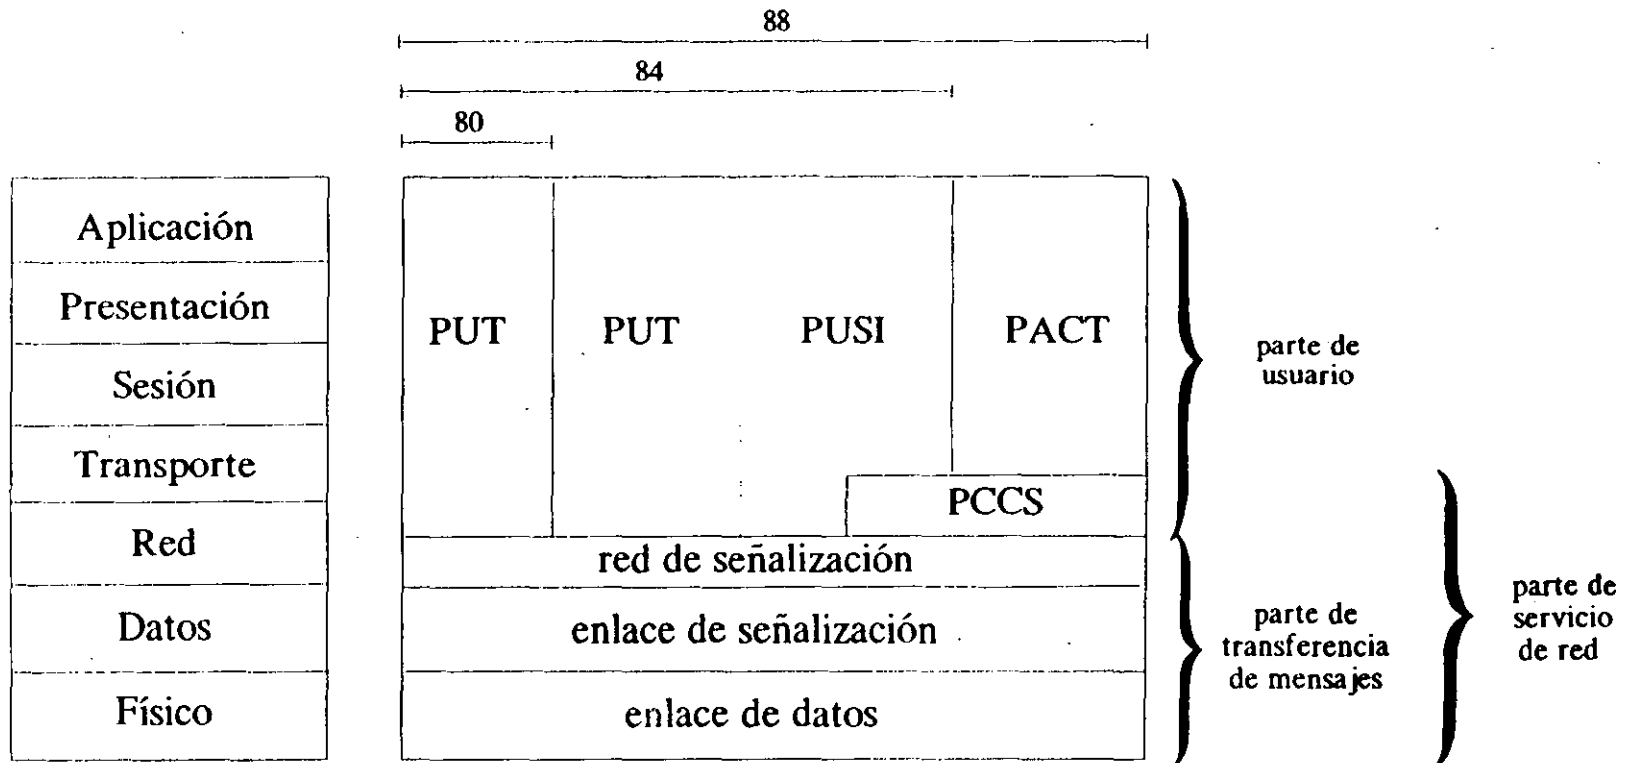 88
84
80
Aplicación
Presentación
Sesión
Transporte
Red
Datos
Físico
PUT
PUT
PUSI
PACT
PCCS
red de señalización
enlace de señalización
enlace de datos
parte de
usuario
parte de
transferencia
de mensajes
parte de
servicio
de red